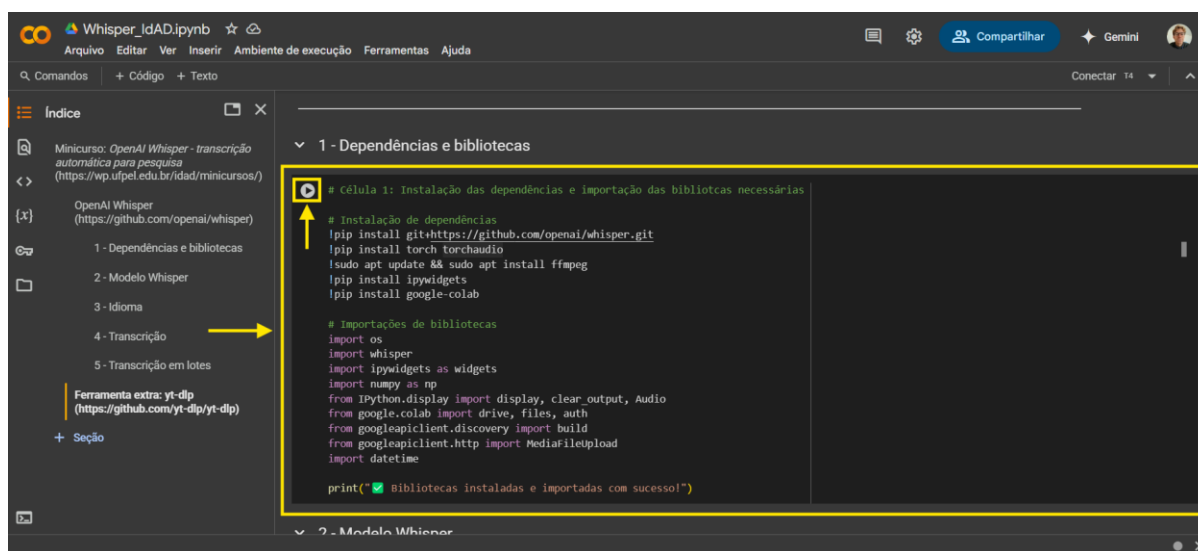 Whisper_IdAD.ipynb
Arquivo Editar Ver Inserir Ambiente de execução Ferramentas Ajuda
Compartilhar
Gemini
Comandos + Código + Texto
Conectar T4
Índice
Minicurso: OpenAI Whisper - transcrição
automática para pesquisa
(https://wp.ufpel.edu.br/idad/minicursos/)
OpenAI Whisper
(https://github.com/openai/whisper)
1 - Dependências e bibliotecas
2 - Modelo Whisper
3 - Idioma
4 - Transcrição
5 - Transcrição em lotes
Ferramenta extra: yt-dlp
(https://github.com/yt-dlp/yt-dlp)
+ Seção
1 - Dependências e bibliotecas
# Célula 1: Instalação das dependências e importação das bibliotcas necessárias
# Instalação de dependências
!pip install git+https://github.com/openai/whisper.git
!pip install torch torchaudio
!sudo apt update && sudo apt install ffmpeg
!pip install ipywidgets
!pip install google-colab
# Importações de bibliotecas
import os
import whisper
import ipywidgets as widgets
import numpy as np
from IPython.display import display, clear_output, Audio
from google.colab import drive, files, auth
from googleapiclient.discovery import build
from googleapiclient.http import MediaFileUpload
import datetime
print("✅ Bibliotecas instaladas e importadas com sucesso!")
2 - Modelo Whisper